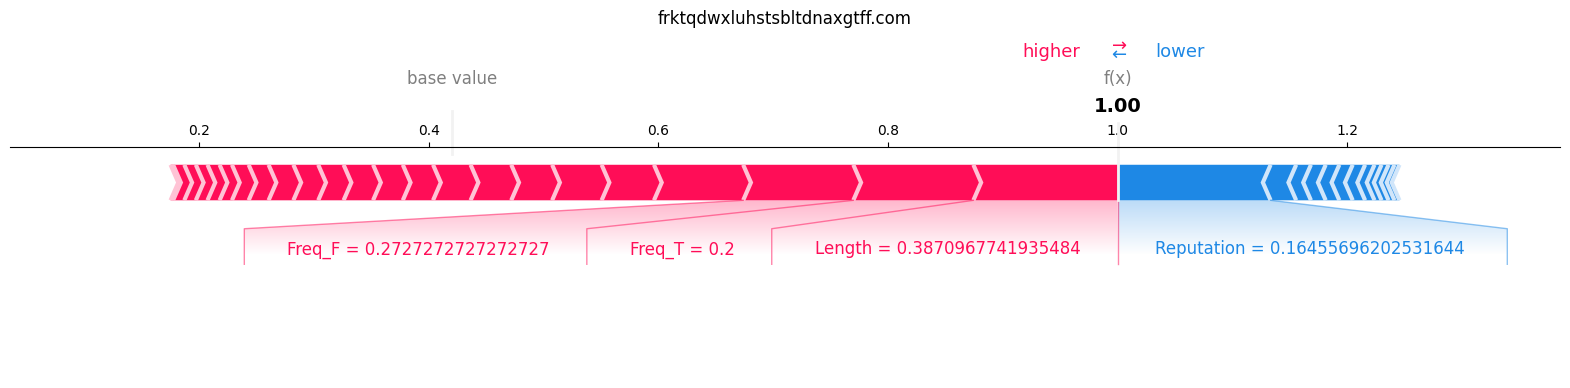 frktqdwxluhstsbltdnaxgtff.com
higher ⇄ lower
base value f(x)
1.00
0.2 0.4 0.6 0.8 1.0 1.2
Freq_F = 0.2727272727272727 Freq_T = 0.2 Length = 0.3870967741935484 Reputation = 0.16455696202531644